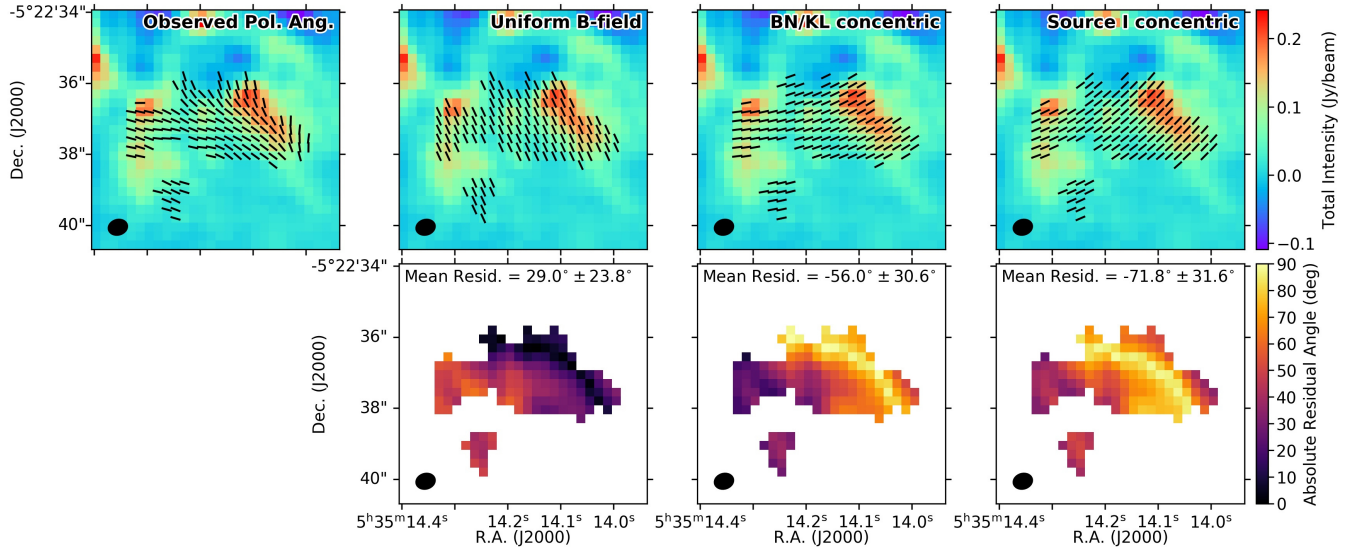 Observed Pol. Ang.
Uniform B-field
BN/KL concentric
Source I concentric
-5°22'34"
36"
38"
40"
Dec. (J2000)
0.2
0.1
0.0
−0.1
Total Intensity (Jy/beam)
-5°22'34"
36"
38"
40"
Dec. (J2000)
Mean Resid. = 29.0° ± 23.8°
Mean Resid. = -56.0° ± 30.6°
Mean Resid. = -71.8° ± 31.6°
90
80
70
60
50
40
30
20
10
0
Absolute Residual Angle (deg)
5ʰ35ᵐ14.4ˢ 14.2ˢ 14.1ˢ 14.0ˢ
R.A. (J2000)
5ʰ35ᵐ14.4ˢ 14.2ˢ 14.1ˢ 14.0ˢ
R.A. (J2000)
5ʰ35ᵐ14.4ˢ 14.2ˢ 14.1ˢ 14.0ˢ
R.A. (J2000)